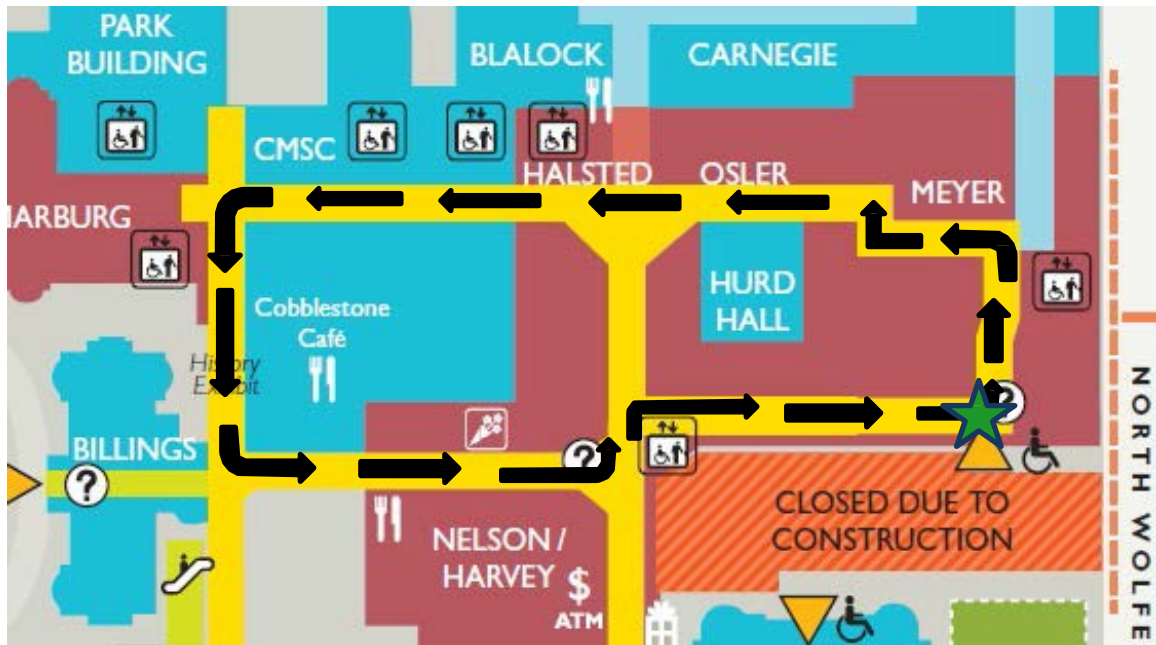 PARK
BUILDING
BLALOCK
CARNEGIE
CMSC
HALSTED
OSLER
MEYER
MARBURG
HURD
HALL
Cobblestone
Café
History
Exhibit
BILLINGS
?
?
?
CLOSED DUE TO
CONSTRUCTION
NELSON /
HARVEY
$
ATM
NORTH WOLFE